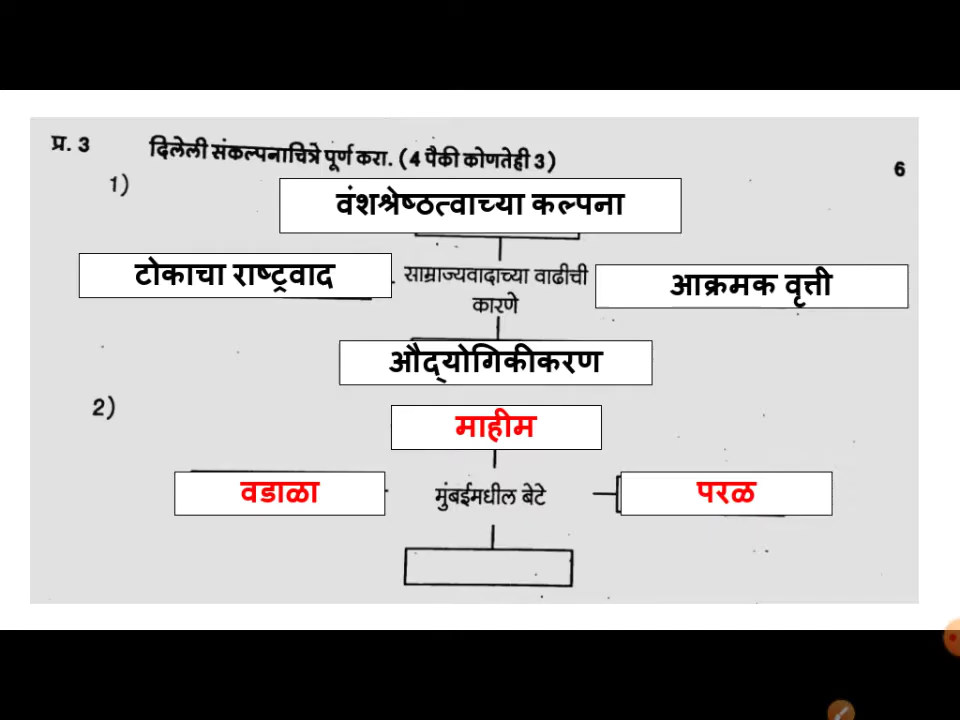 प्र. 3 दिलेली संकल्पनाचित्रे पूर्ण करा. (4 पैकी कोणतेही 3) 6
1)
वंशश्रेष्ठत्वाच्या कल्पना
टोकाचा राष्ट्रवाद साम्राज्यवादाच्या वाढीची आक्रमक वृत्ती
कारणे
औद्योगिकीकरण
2)
माहीम
वडाळा मुंबईमधील बेटे परळ